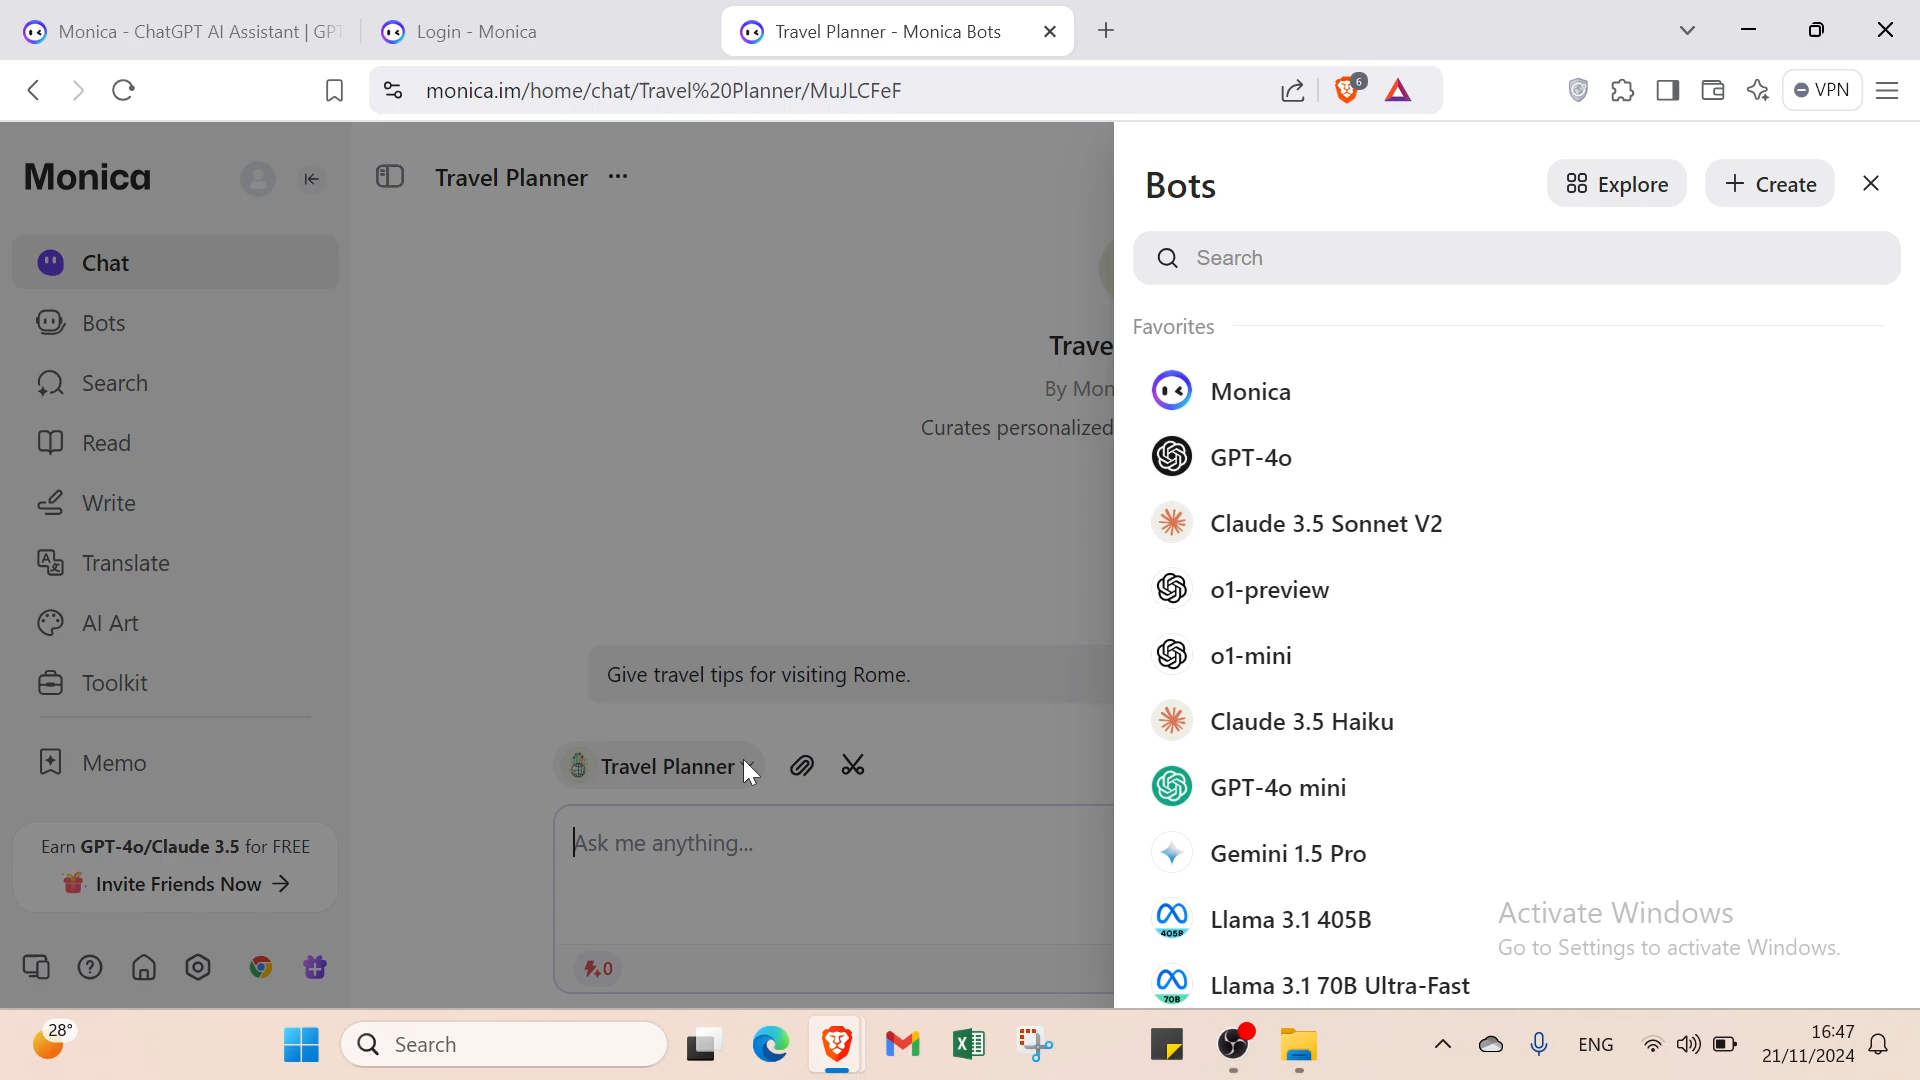 Monica - ChatGPT AI Assistant | GPT
Login - Monica
Travel Planner - Monica Bots
monica.im/home/chat/Travel%20Planner/MuJLCFeF
6
VPN
Monica
Travel Planner
Chat
Bots
Search
Read
Write
Translate
AI Art
Toolkit
Memo
Earn GPT-4o/Claude 3.5 for FREE
Invite Friends Now →
Trave
By Mon
Curates personalized
Give travel tips for visiting Rome.
Travel Planner
Ask me anything...
0
Bots
Explore
Create
Search
Favorites
Monica
GPT-4o
Claude 3.5 Sonnet V2
o1-preview
o1-mini
Claude 3.5 Haiku
GPT-4o mini
Gemini 1.5 Pro
405B
Llama 3.1 405B
70B
Llama 3.1 70B Ultra-Fast
Activate Windows
Go to Settings to activate Windows.
28°
Search
ENG
16:47
21/11/2024